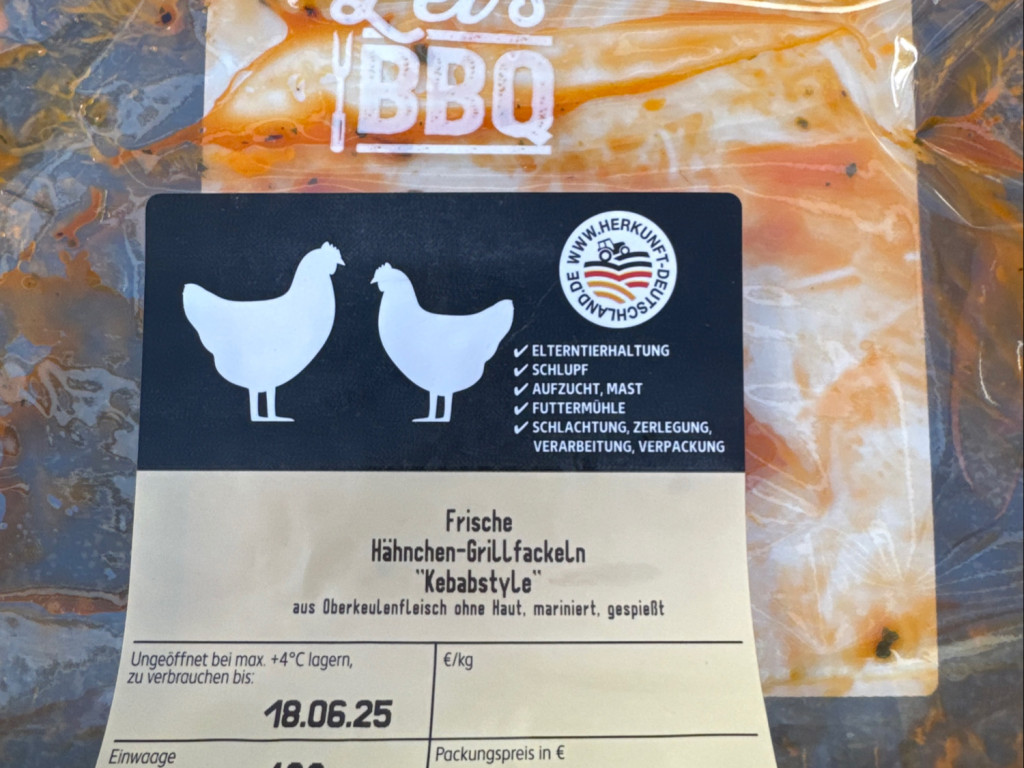 Let's
BBQ
WWW.HERKUNFT-DEUTSCHLAND.DE
✔ ELTERNTIERHALTUNG
✔ SCHLUPF
✔ AUFZUCHT, MAST
✔ FUTTERMÜHLE
✔ SCHLACHTUNG, ZERLEGUNG,
VERARBEITUNG, VERPACKUNG
Frische
Hähnchen-Grillfackeln
"Kebabstyle"
aus Oberkeulenfleisch ohne Haut, mariniert, gespießt
Ungeöffnet bei max. +4°C lagern,
zu verbrauchen bis:
18.06.25
€/kg
Einwaage
Packungspreis in €